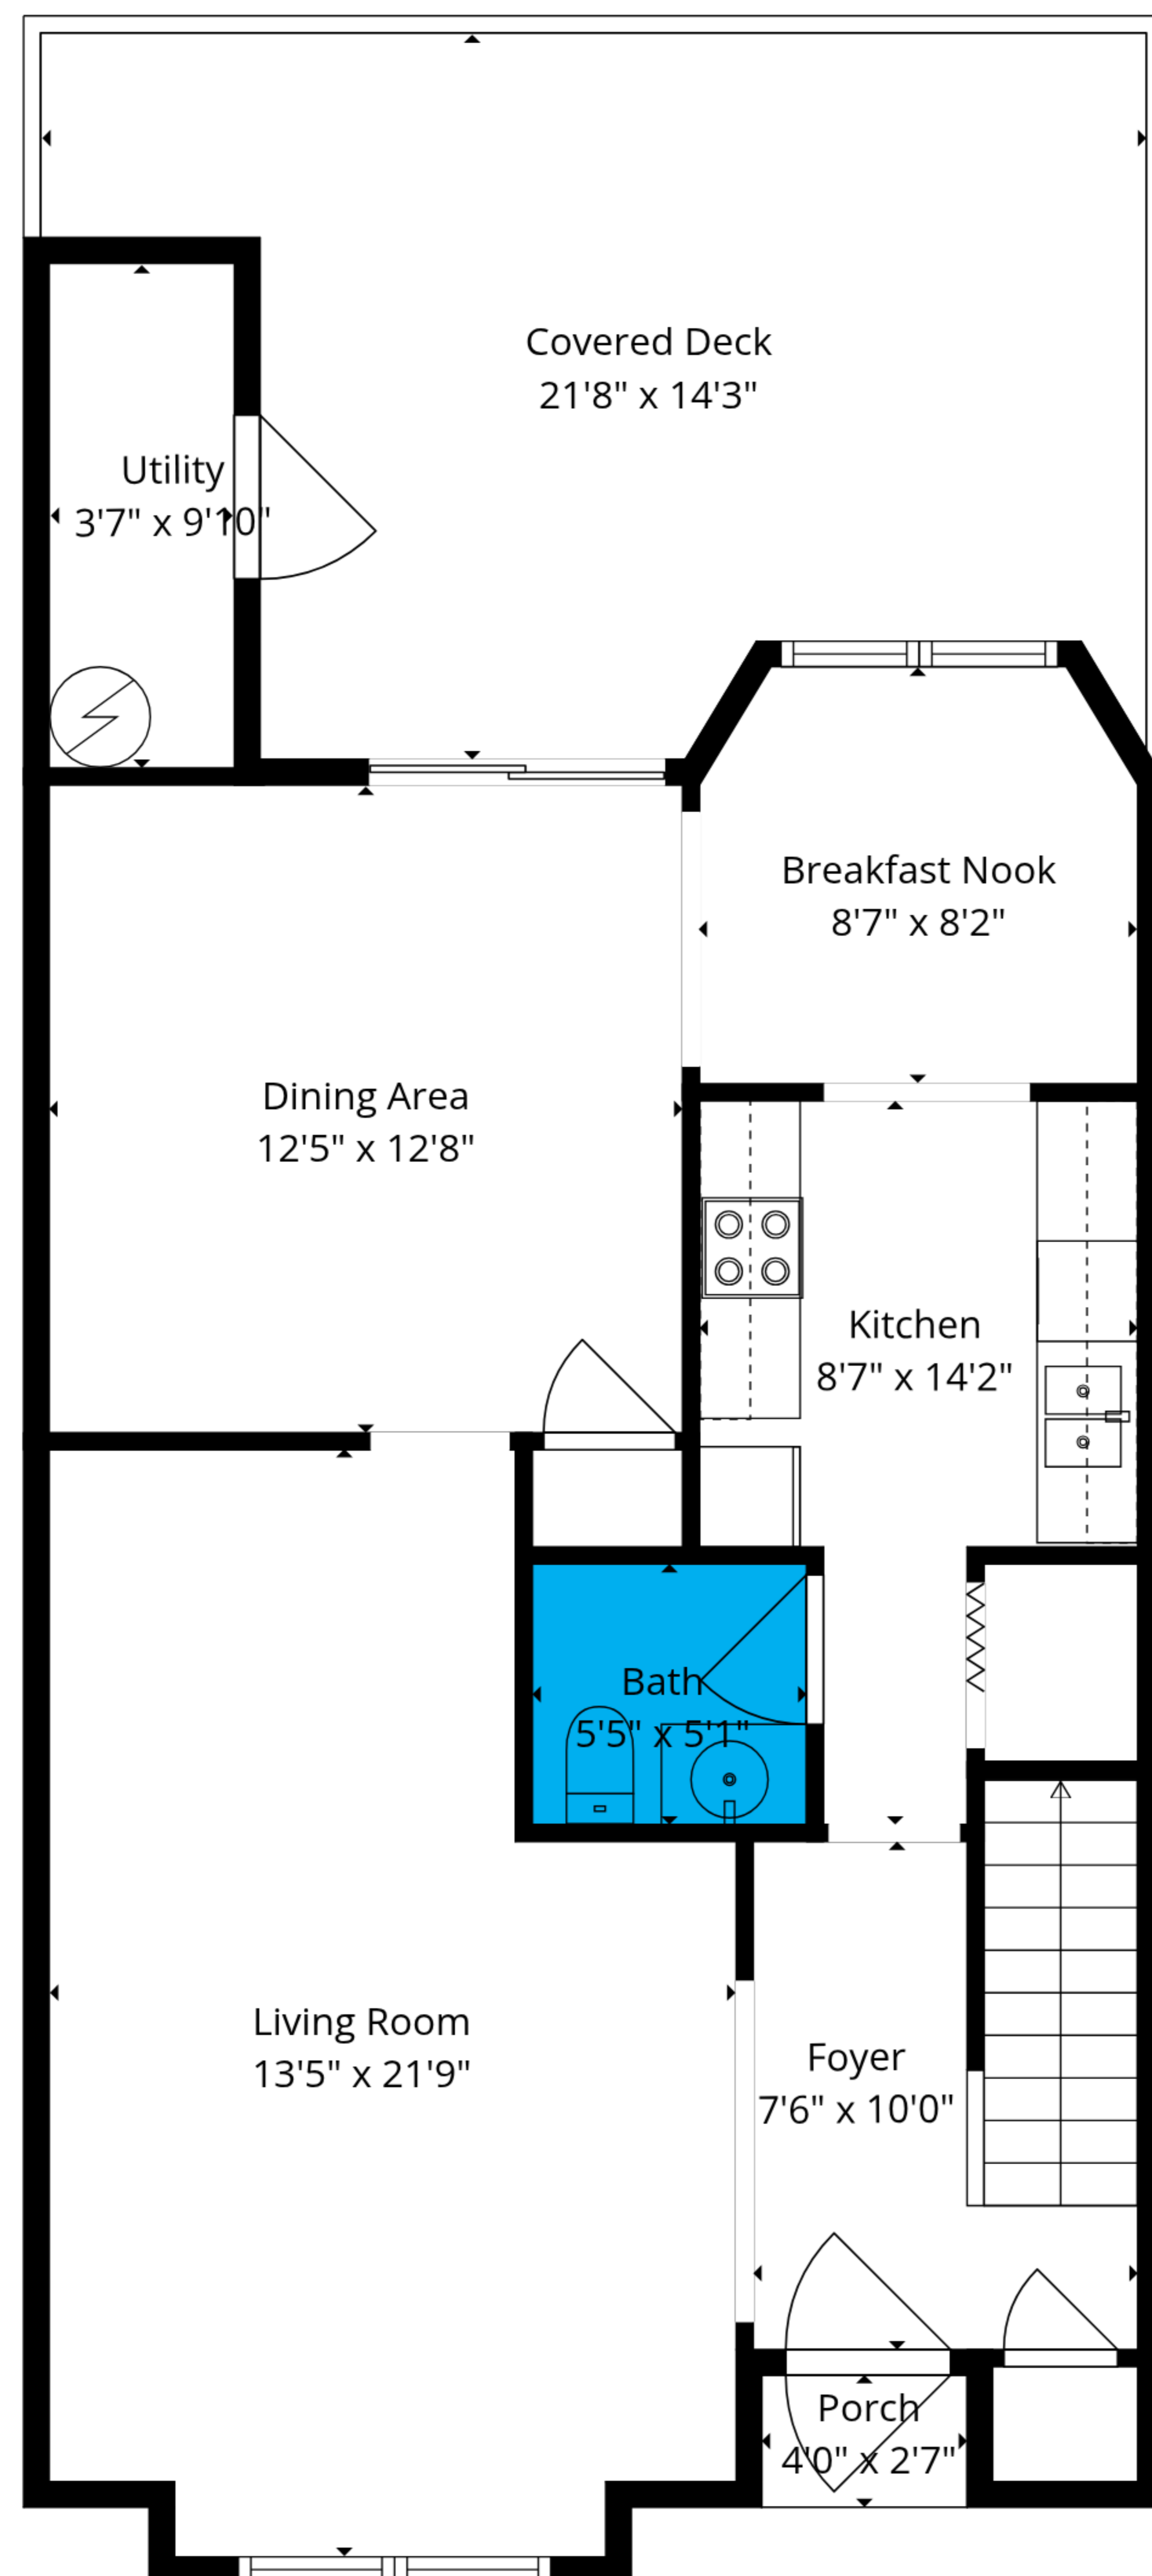 Covered Deck
21'8" x 14'3"
Utility
3'7" x 9'10"
Breakfast Nook
8'7" x 8'2"
Dining Area
12'5" x 12'8"
Kitchen
8'7" x 14'2"
Bath
5'5" x 5'1"
Living Room
13'5" x 21'9"
Foyer
7'6" x 10'0"
Porch
4'0" x 2'7"